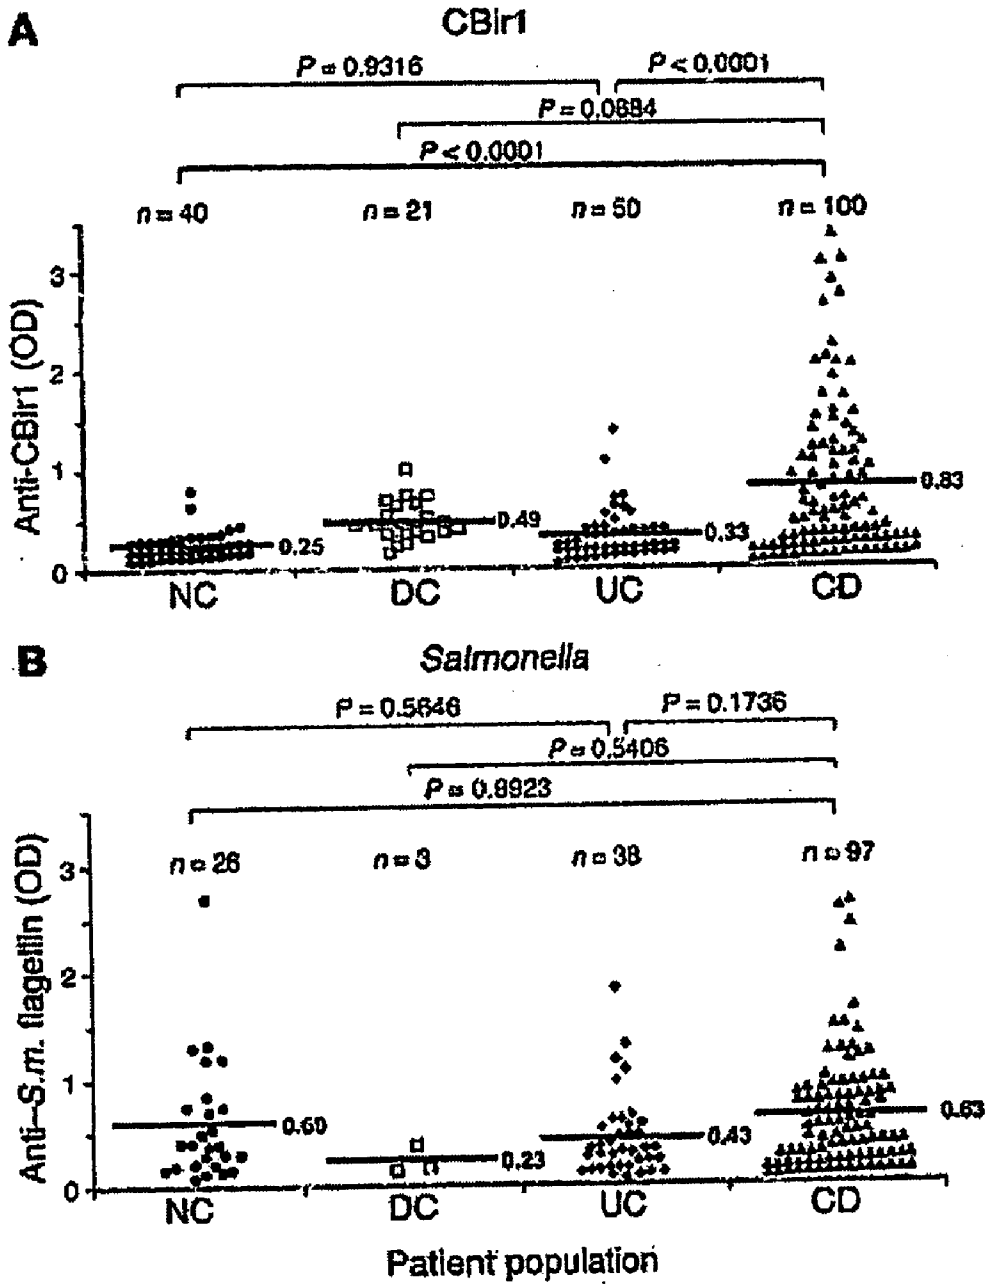 A
CBir1
P = 0.9316
P < 0.0001
P = 0.0684
P < 0.0001
n = 40
n = 21
n = 50
n = 100
Anti-CBir1 (OD)
3
2
1
0
0.25
0.49
0.33
0.83
NC
DC
UC
CD
B
Salmonella
P = 0.5646
P = 0.1736
P = 0.5406
P = 0.8923
n = 26
n = 3
n = 38
n = 97
Anti–S.m. flagellin (OD)
3
2
1
0
0.60
0.23
0.43
0.63
NC
DC
UC
CD
Patient population